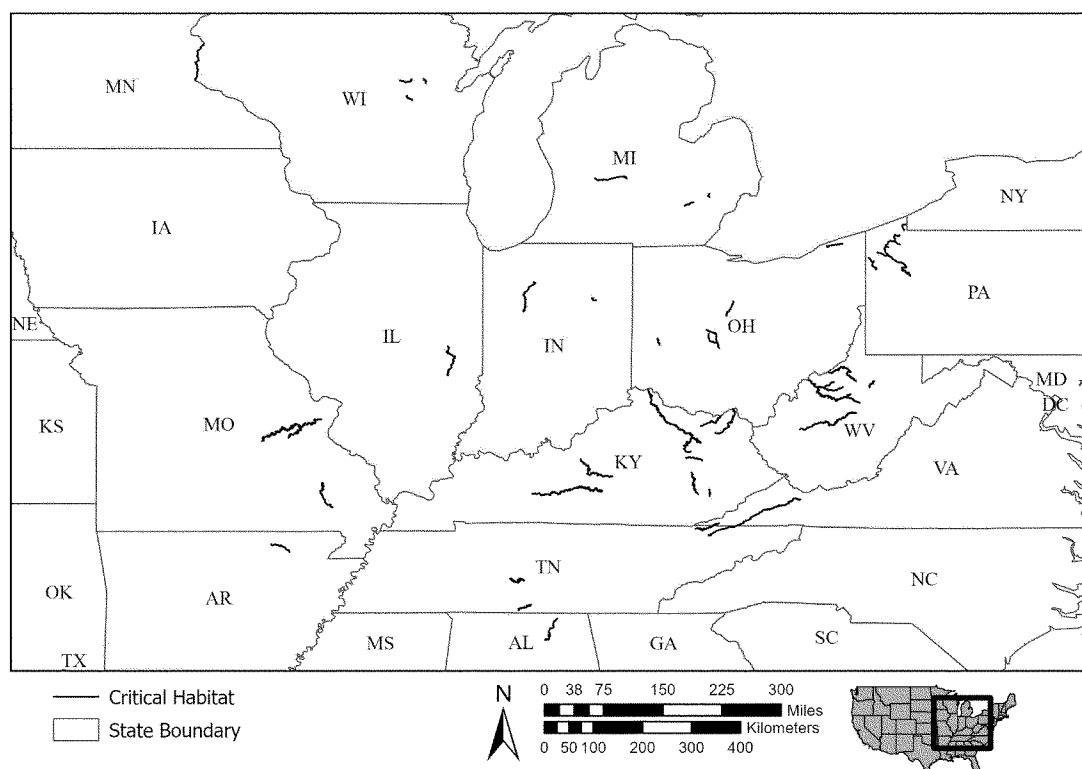 MN
WI
MI
NY
IA
PA
NE
IL
IN
OH
MD
DC
KS
MO
WV
KY
VA
OK
AR
TN
NC
TX
MS
AL
GA
SC
Critical Habitat
State Boundary
N
0 38 75 150 225 300
Miles
Kilometers
0 50 100 200 300 400